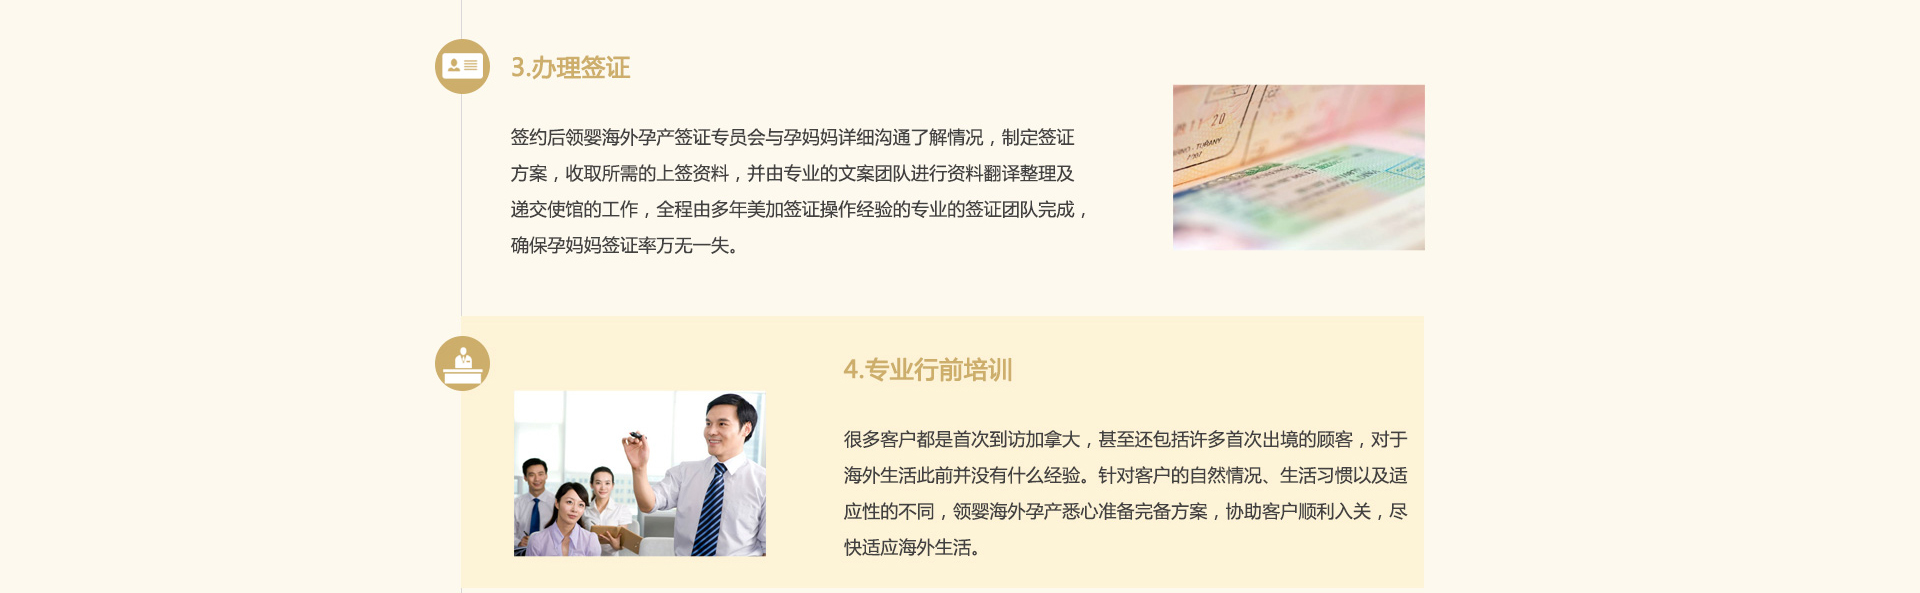 3.办理签证
签约后领婴海外孕产签证专员会与孕妈妈详细沟通了解情况，制定签证
方案，收取所需的上签资料，并由专业的文案团队进行资料翻译整理及
递交使馆的工作，全程由多年美加签证操作经验的专业的签证团队完成，
确保孕妈妈签证率万无一失。
11 20
4.专业行前培训
很多客户都是首次到访加拿大，甚至还包括许多首次出境的顾客，对于
海外生活此前并没有什么经验。针对客户的自然情况、生活习惯以及适
应性的不同，领婴海外孕产悉心准备完备方案，协助客户顺利入关，尽
快适应海外生活。